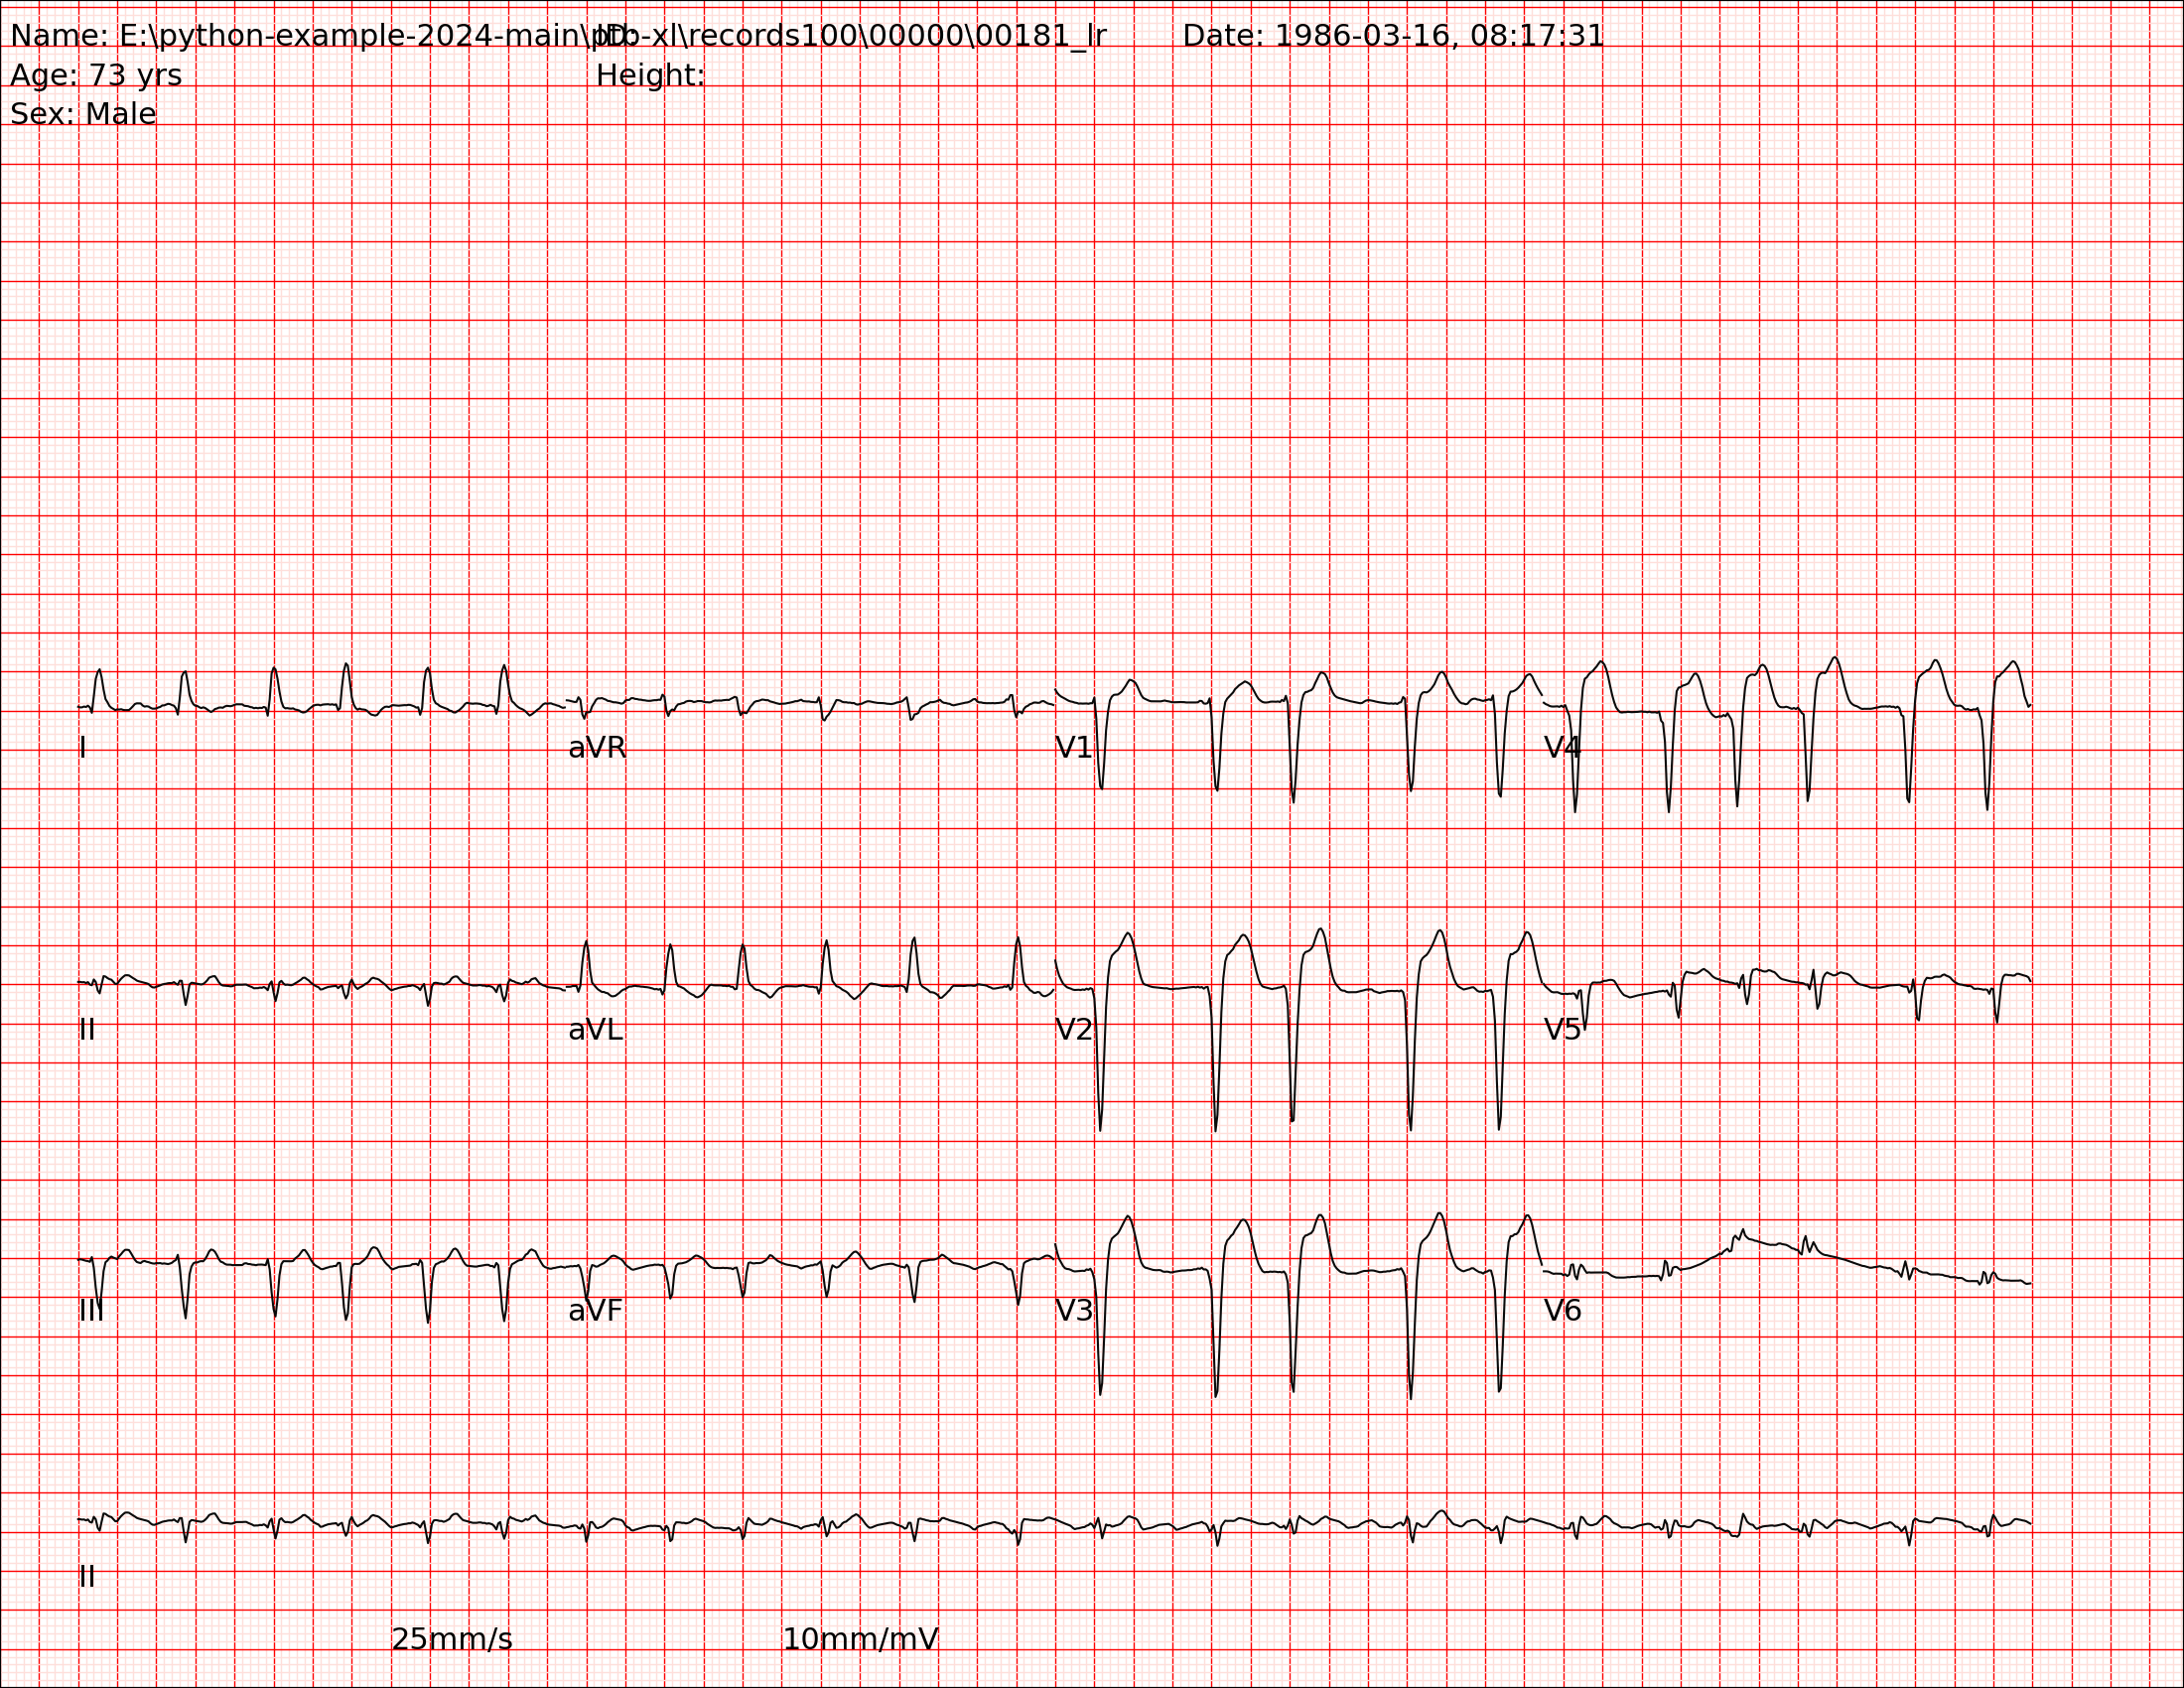 Name: E:\python-example-2024-main\ptb-xl\records100\00000\00181_lr ID: Date: 1986-03-16, 08:17:31
Age: 73 yrs Height:
Sex: Male
I aVR V1 V4
II aVL V2 V5
III aVF V3 V6
II
25mm/s 10mm/mV